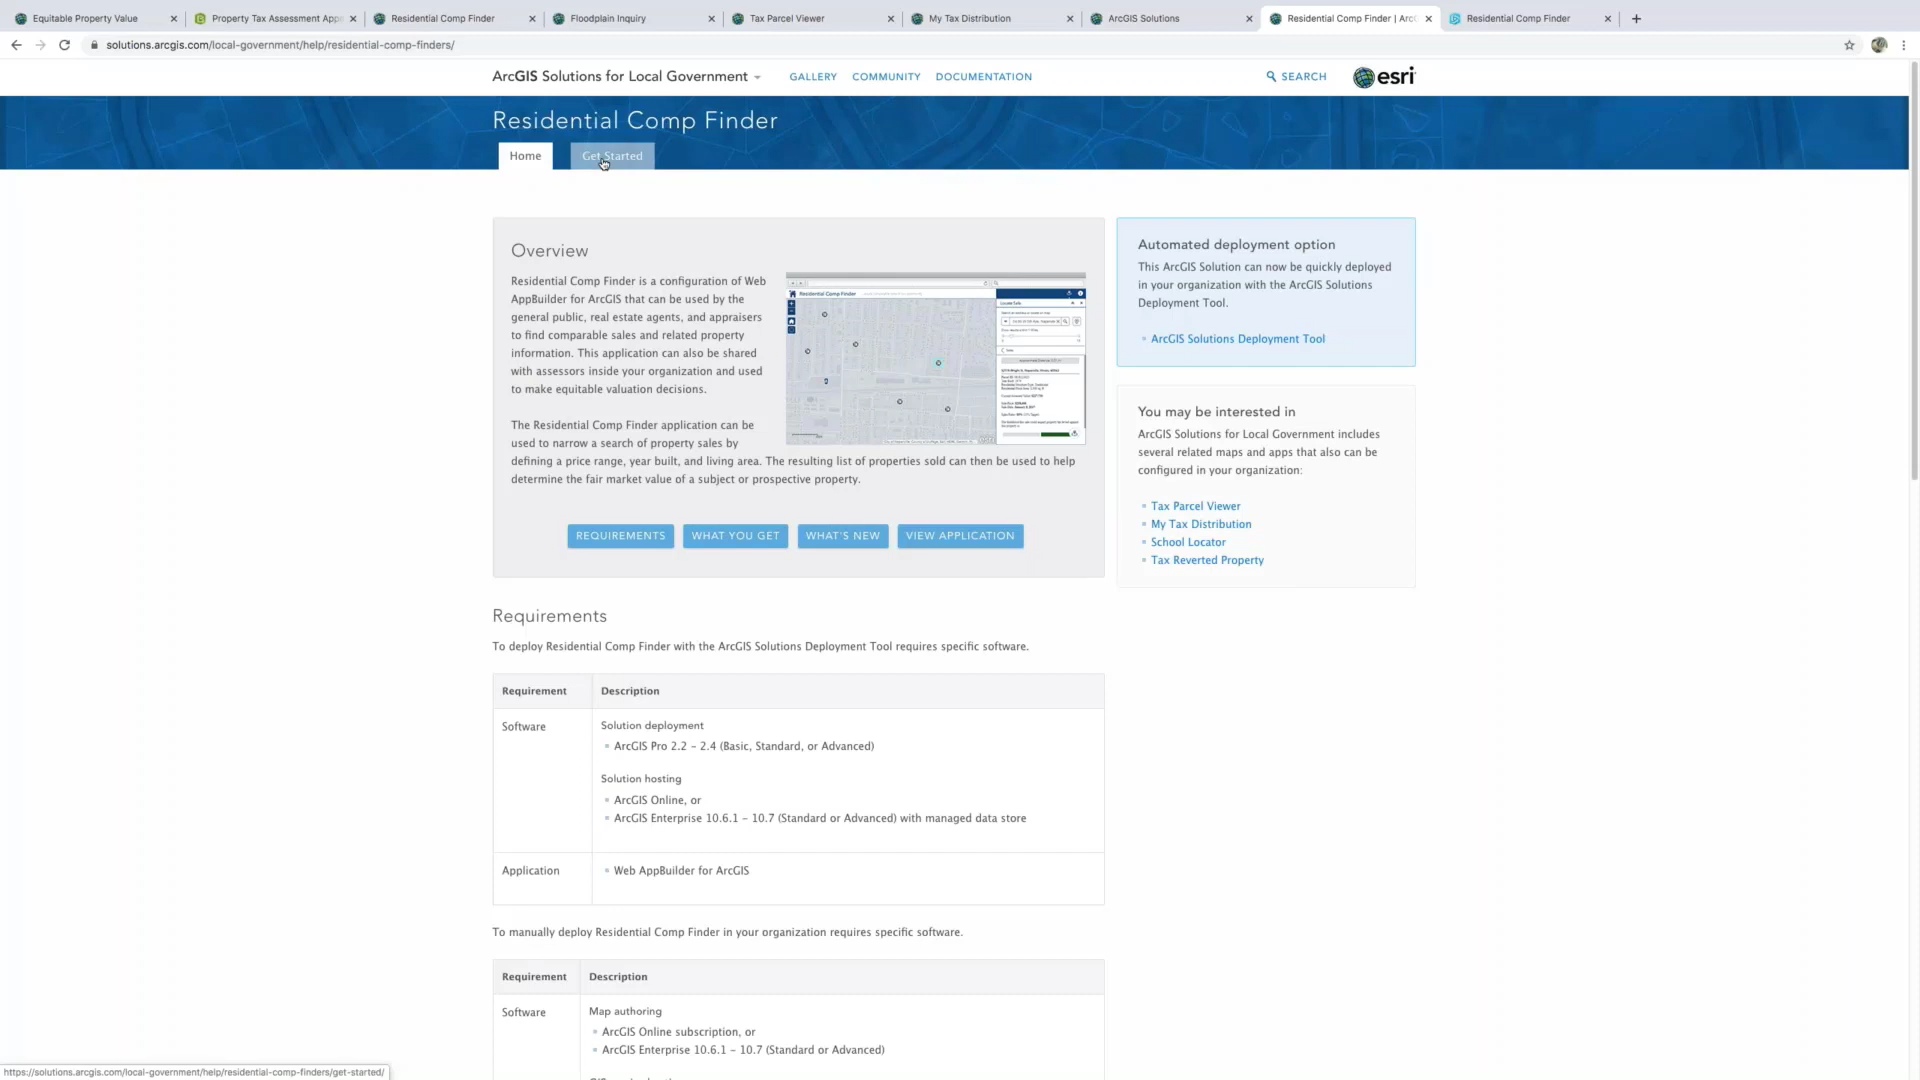 Equitable Property Value
Property Tax Assessment App
Residential Comp Finder
Floodplain Inquiry
Tax Parcel Viewer
My Tax Distribution
ArcGIS Solutions
Residential Comp Finder | Arc
Residential Comp Finder
solutions.arcgis.com/local-government/help/residential-comp-finders/
ArcGIS Solutions for Local Government
GALLERY
COMMUNITY
DOCUMENTATION
SEARCH
esri
Residential Comp Finder
Home
Get Started
Overview
Residential Comp Finder is a configuration of Web
AppBuilder for ArcGIS that can be used by the
general public, real estate agents, and appraisers
to find comparable sales and related property
information. This application can also be shared
with assessors inside your organization and used
to make equitable valuation decisions.
The Residential Comp Finder application can be
used to narrow a search of property sales by
defining a price range, year built, and living area. The resulting list of properties sold can then be used to help
determine the fair market value of a subject or prospective property.
Residential Comp Finder
REQUIREMENTS
WHAT YOU GET
WHAT'S NEW
VIEW APPLICATION
Automated deployment option
This ArcGIS Solution can now be quickly deployed
in your organization with the ArcGIS Solutions
Deployment Tool.
ArcGIS Solutions Deployment Tool
You may be interested in
ArcGIS Solutions for Local Government includes
several related maps and apps that also can be
configured in your organization:
Tax Parcel Viewer
My Tax Distribution
School Locator
Tax Reverted Property
Requirements
To deploy Residential Comp Finder with the ArcGIS Solutions Deployment Tool requires specific software.
Requirement
Description
Software
Solution deployment
ArcGIS Pro 2.2 – 2.4 (Basic, Standard, or Advanced)
Solution hosting
ArcGIS Online, or
ArcGIS Enterprise 10.6.1 – 10.7 (Standard or Advanced) with managed data store
Application
Web AppBuilder for ArcGIS
To manually deploy Residential Comp Finder in your organization requires specific software.
Requirement
Description
Software
Map authoring
ArcGIS Online subscription, or
ArcGIS Enterprise 10.6.1 – 10.7 (Standard or Advanced)
https://solutions.arcgis.com/local-government/help/residential-comp-finders/get-started/